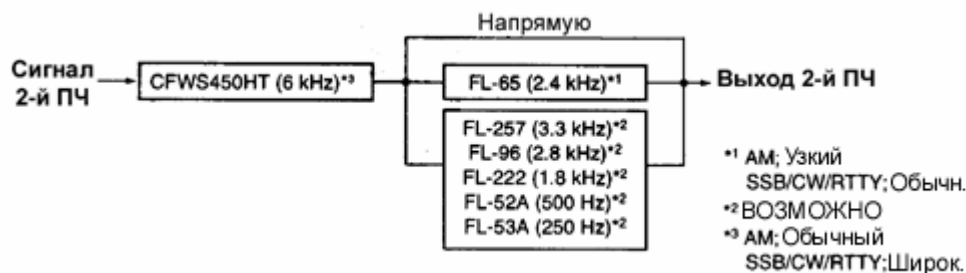 Напрямую
Сигнал
2-й ПЧ
CFWS450HT (6 kHz)*3
FL-65 (2.4 kHz)*1
Выход 2-й ПЧ
FL-257 (3.3 kHz)*2
FL-96 (2.8 kHz)*2
FL-222 (1.8 kHz)*2
FL-52A (500 Hz)*2
FL-53A (250 Hz)*2
*1 AM; Узкий
SSB/CW/RTTY; Обычн.
*2 ВОЗМОЖНО
*3 AM; Обычный
SSB/CW/RTTY; Широк.